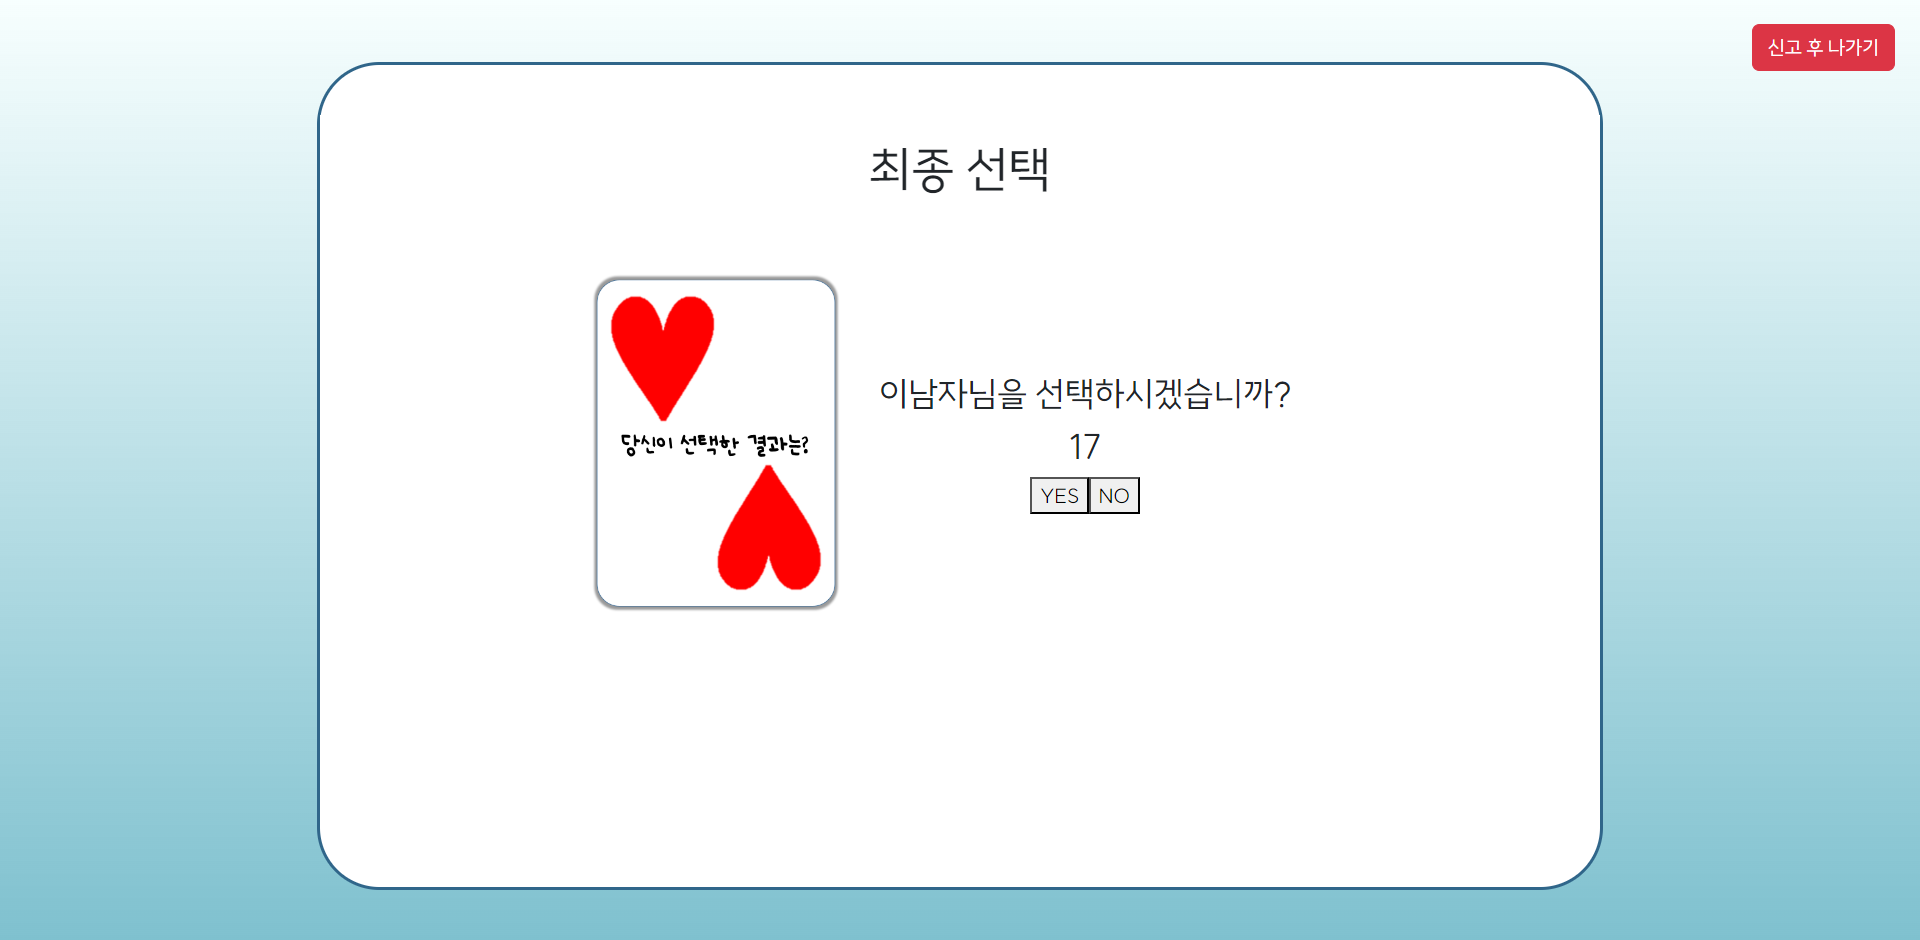 신고 후 나가기
최종 선택
당신이 선택한 결과는?
이남자님을 선택하시겠습니까?
17
YES NO